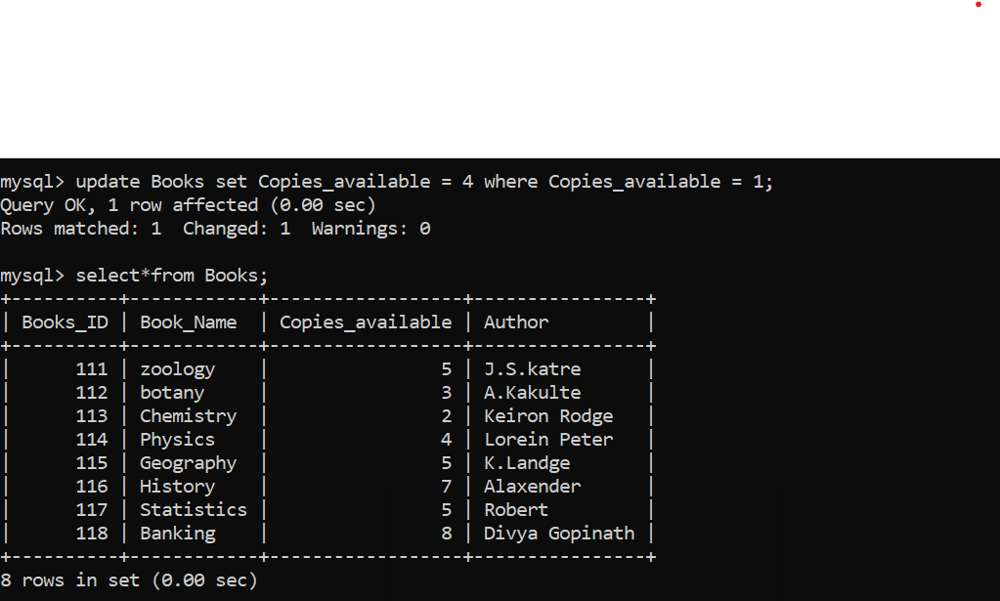 mysql> update Books set Copies_available = 4 where Copies_available = 1;
Query OK, 1 row affected (0.00 sec)
Rows matched: 1  Changed: 1  Warnings: 0
mysql> select*from Books;
+----------+------------+------------------+----------------+
| Books_ID | Book_Name  | Copies_available | Author         |
+----------+------------+------------------+----------------+
|      111 | zoology    |                5 | J.S.katre      |
|      112 | botany     |                3 | A.Kakulte      |
|      113 | Chemistry  |                2 | Keiron Rodge   |
|      114 | Physics    |                4 | Lorein Peter   |
|      115 | Geography  |                5 | K.Landge       |
|      116 | History    |                7 | Alaxender      |
|      117 | Statistics |                5 | Robert         |
|      118 | Banking    |                8 | Divya Gopinath |
+----------+------------+------------------+----------------+
8 rows in set (0.00 sec)